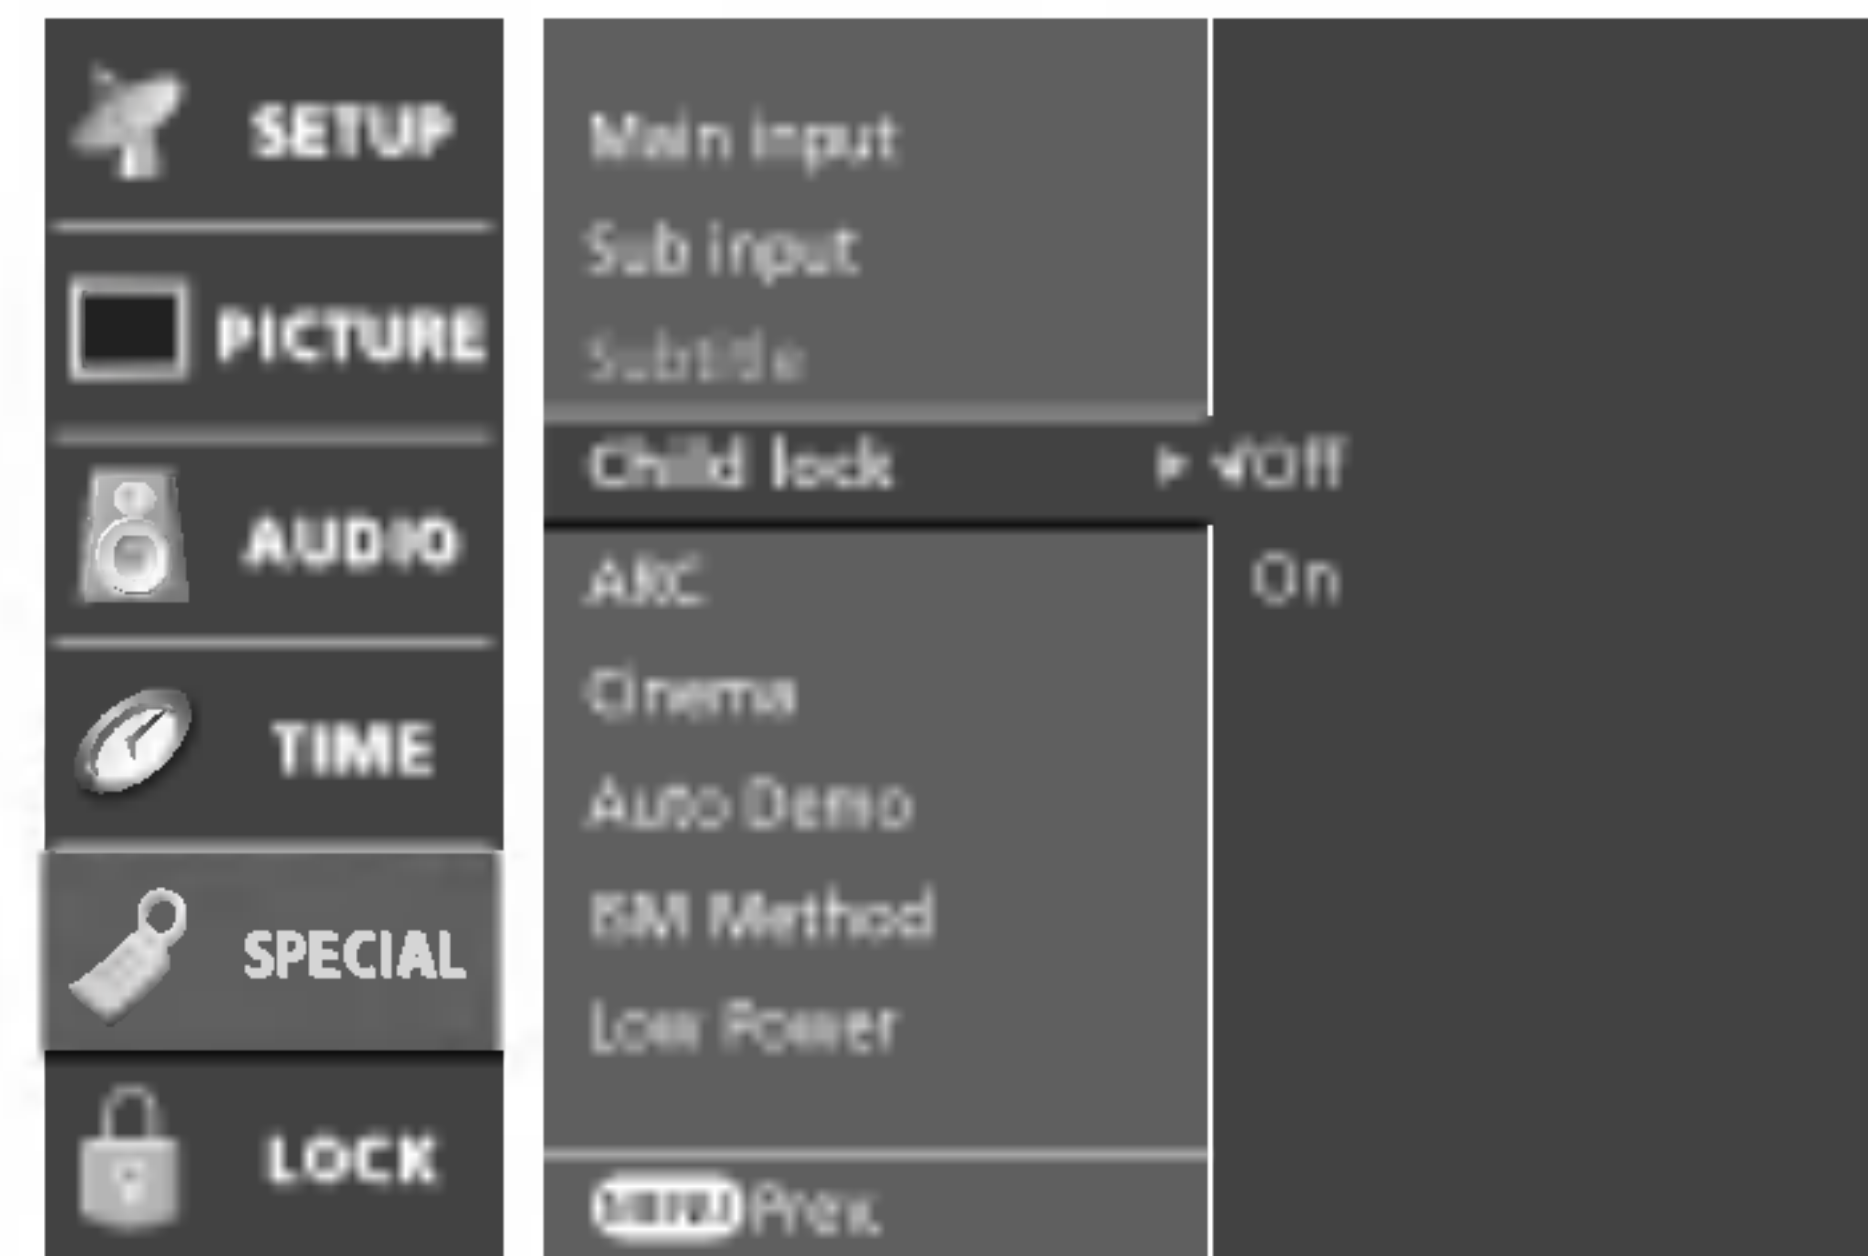 SETUP
PICTURE
AUDIO
TIME
SPECIAL
LOCK
Main input
Sub input
Subtitle
Child lock ► √Off
On
ARC
Cinema
Auto Demo
ISM Method
Low Power
MENU Prev.